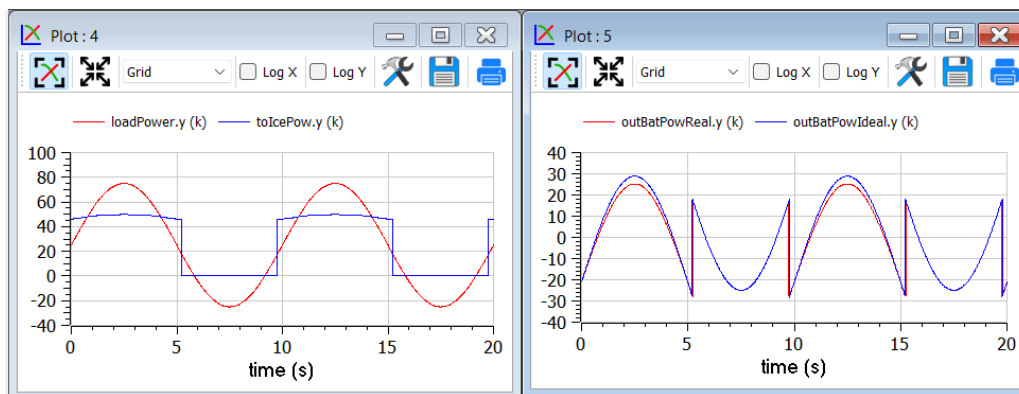 Plot : 4
Grid Log X Log Y
loadPower.y (k) toIcePow.y (k)
100
80
60
40
20
0
-20
-40
0 5 10 15 20
time (s)
Plot : 5
Grid Log X Log Y
outBatPowReal.y (k) outBatPowIdeal.y (k)
40
30
20
10
0
-10
-20
-30
-40
0 5 10 15 20
time (s)